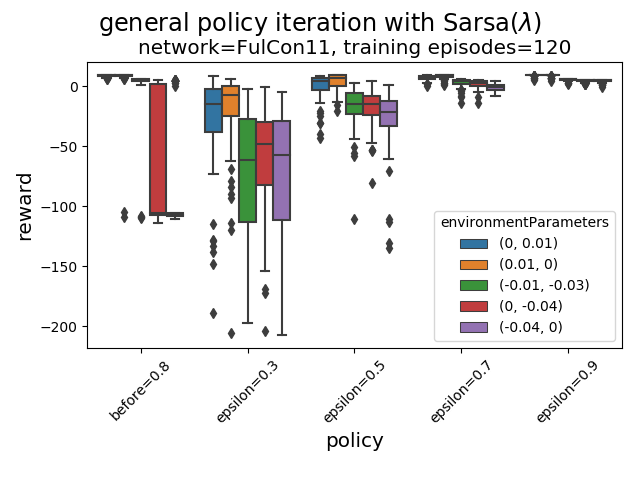 general policy iteration with Sarsa(λ)
network=FulCon11, training episodes=120
reward
0
−50
−100
−150
−200
environmentParameters
(0, 0.01)
(0.01, 0)
(-0.01, -0.03)
(0, -0.04)
(-0.04, 0)
before=0.8
epsilon=0.3
epsilon=0.5
epsilon=0.7
epsilon=0.9
policy